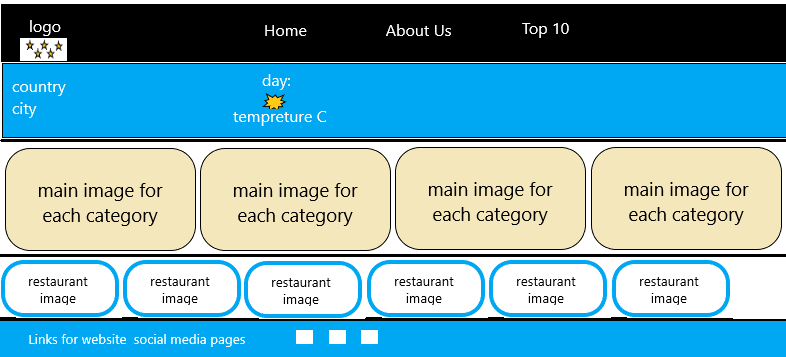 logo
Home
About Us
Top 10
country
city
day:
tempreture C
main image for
each category
main image for
each category
main image for
each category
main image for
each category
restaurant
image
restaurant
image
restaurant
image
restaurant
image
restaurant
image
restaurant
image
Links for website social media pages